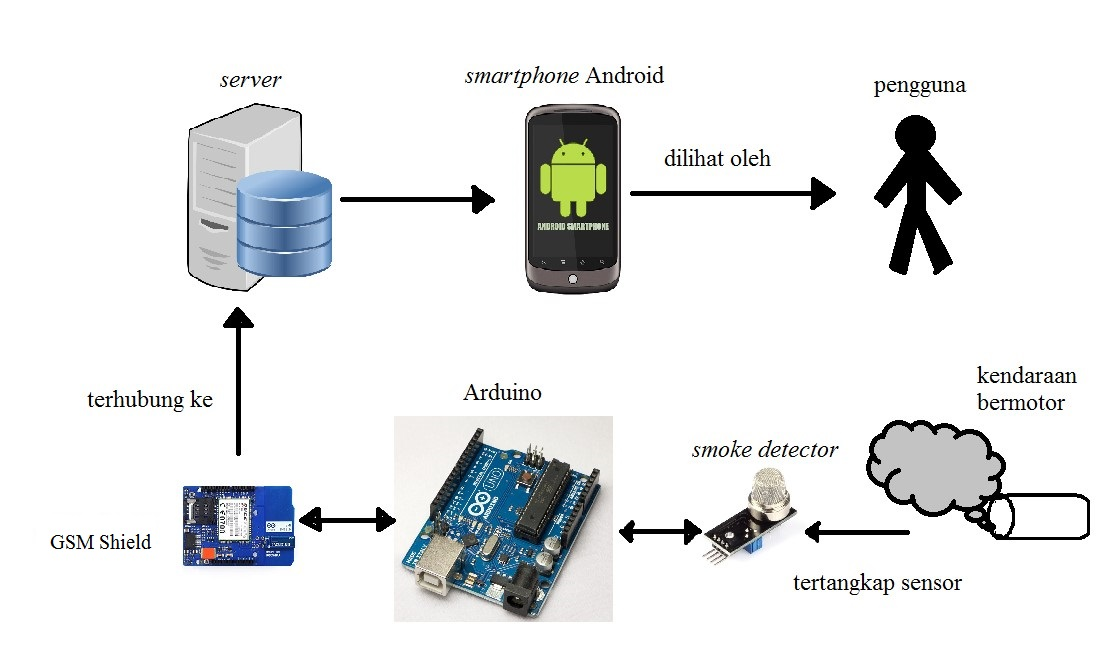 server
smartphone Android
pengguna
dilihat oleh
ANDROID SMARTPHONE
terhubung ke
Arduino
kendaraan
bermotor
smoke detector
GSM Shield
UNO
tertangkap sensor